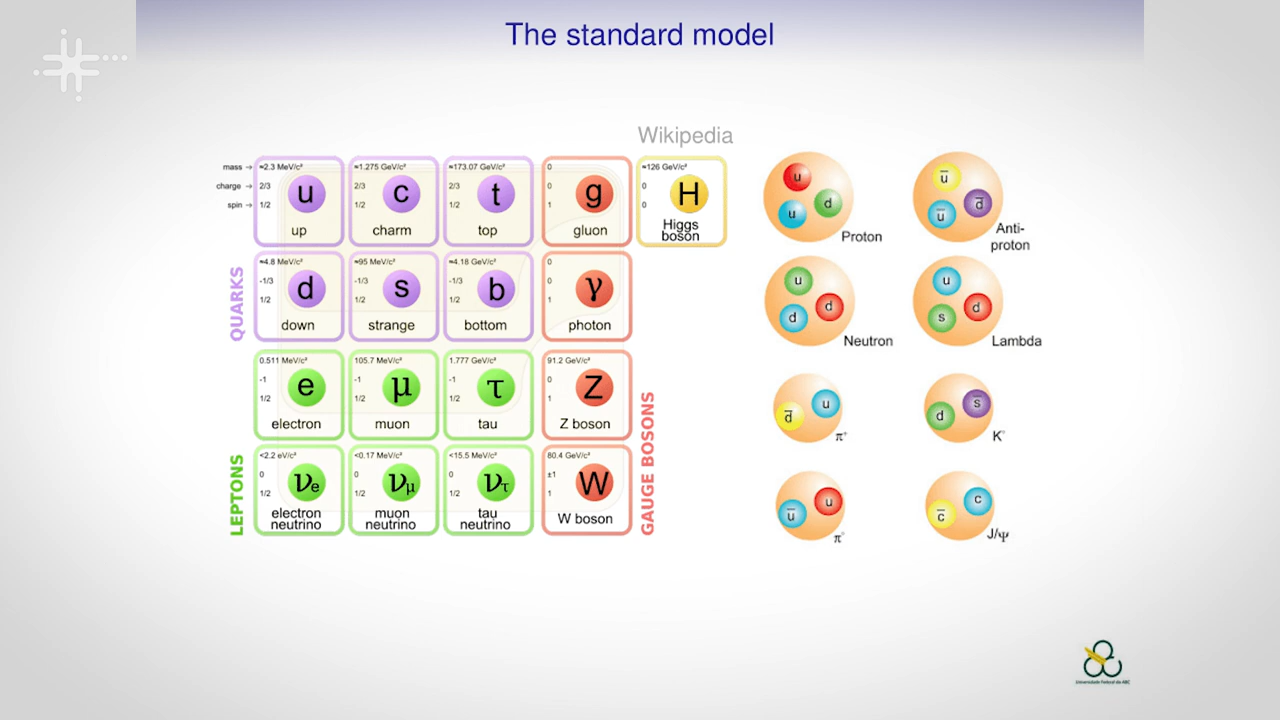 The standard model
Wikipedia
mass →
charge →
spin →
≈2.3 MeV/c²
2/3
1/2
u
up
≈1.275 GeV/c²
2/3
1/2
c
charm
≈173.07 GeV/c²
2/3
1/2
t
top
0
0
1
g
gluon
≈126 GeV/c²
0
0
H
Higgs
boson
QUARKS
≈4.8 MeV/c²
-1/3
1/2
d
down
≈95 MeV/c²
-1/3
1/2
s
strange
≈4.18 GeV/c²
-1/3
1/2
b
bottom
0
0
1
γ
photon
LEPTONS
0.511 MeV/c²
-1
1/2
e
electron
105.7 MeV/c²
-1
1/2
μ
muon
1.777 GeV/c²
-1
1/2
τ
tau
91.2 GeV/c²
0
1
Z
Z boson
GAUGE BOSONS
<2.2 eV/c²
0
1/2
νe
electron
neutrino
<0.17 MeV/c²
0
1/2
νμ
muon
neutrino
<15.5 MeV/c²
0
1/2
ντ
tau
neutrino
80.4 GeV/c²
±1
1
W
W boson
u
u
d
Proton
u̅
u̅
d̅
Anti-
proton
u
d
d
Neutron
u
s
d
Lambda
d̅
u
π⁺
d
s̅
K°
u̅
u
π°
c̅
c
J/Ψ
Universidade Federal do ABC